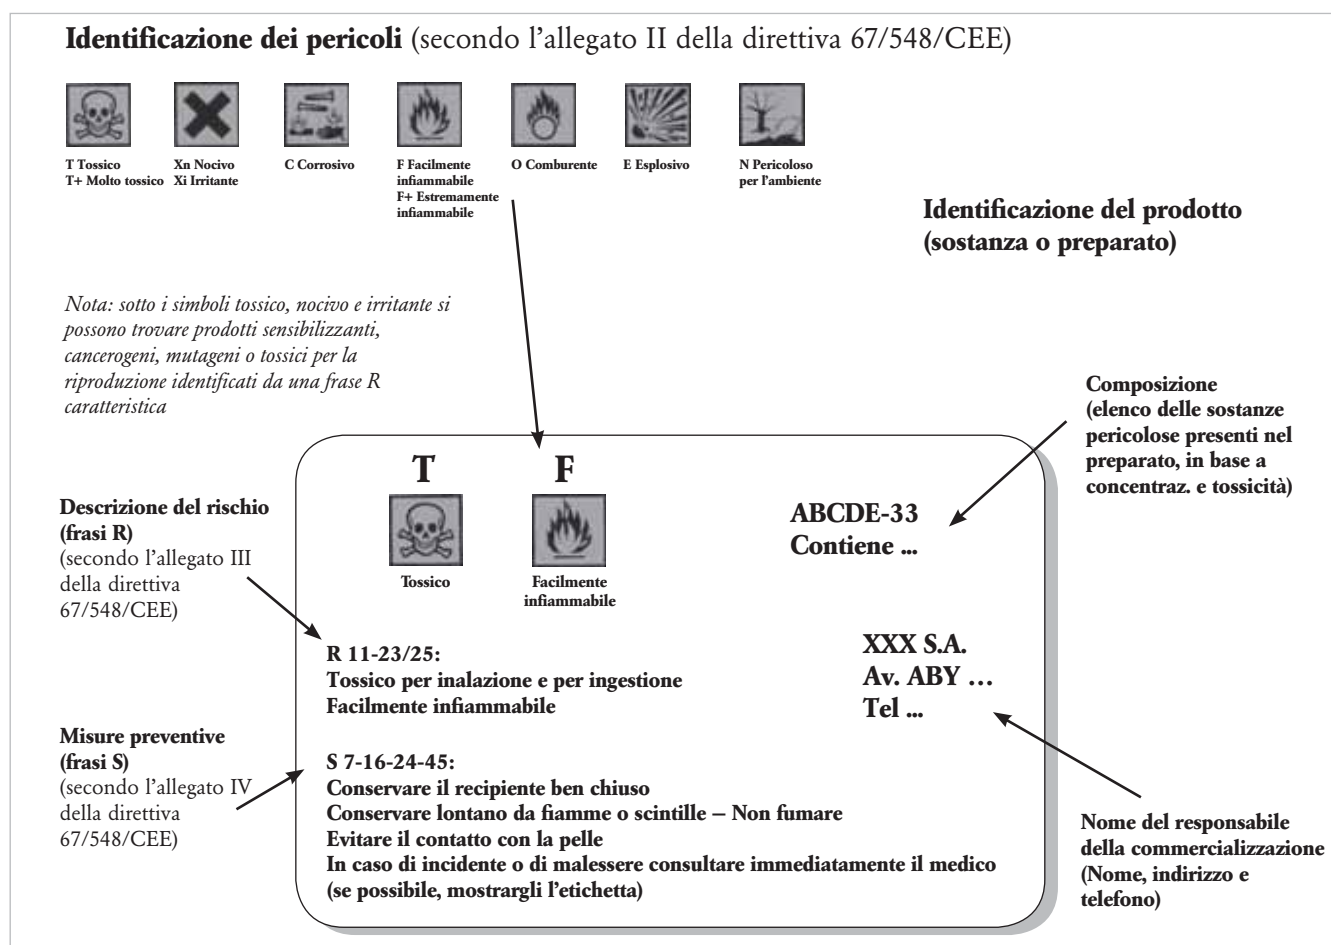 Identificazione dei pericoli (secondo l'allegato II della direttiva 67/548/CEE)
T Tossico
T+ Molto tossico
Xn Nocivo
Xi Irritante
C Corrosivo
F Facilmente
infiammabile
F+ Estremamente
infiammabile
O Comburente
E Esplosivo
N Pericoloso
per l'ambiente
Identificazione del prodotto
(sostanza o preparato)
Nota: sotto i simboli tossico, nocivo e irritante si
possono trovare prodotti sensibilizzanti,
cancerogeni, mutageni o tossici per la
riproduzione identificati da una frase R
caratteristica
Composizione
(elenco delle sostanze
pericolose presenti nel
preparato, in base a
concentraz. e tossicità)
Descrizione del rischio
(frasi R)
(secondo l'allegato III
della direttiva
67/548/CEE)
T
Tossico
F
Facilmente
infiammabile
ABCDE-33
Contiene ...
R 11-23/25:
Tossico per inalazione e per ingestione
Facilmente infiammabile
XXX S.A.
Av. ABY …
Tel ...
Misure preventive
(frasi S)
(secondo l'allegato IV
della direttiva
67/548/CEE)
S 7-16-24-45:
Conservare il recipiente ben chiuso
Conservare lontano da fiamme o scintille – Non fumare
Evitare il contatto con la pelle
In caso di incidente o di malessere consultare immediatamente il medico
(se possibile, mostrargli l'etichetta)
Nome del responsabile
della commercializzazione
(Nome, indirizzo e
telefono)